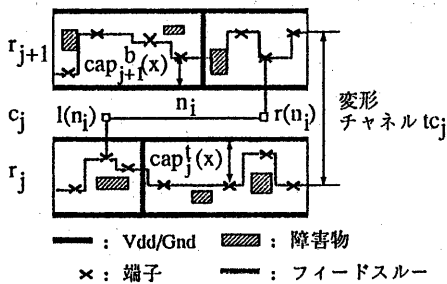 r_{j+1} cap^b_{j+1}(x)
n_i
c_j l(n_i) r(n_i)
変形
チャネル tc_j
r_j cap^t_j(x)
: Vdd/Gnd : 障害物
× : 端子 : フィードスルー